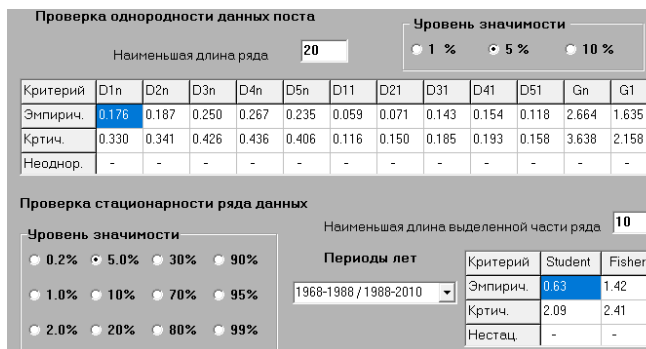 Проверка однородности данных поста
Уровень значимости
Наименьшая длина ряда 20
1 % 5 % 10 %
Критерий D1n D2n D3n D4n D5n D11 D21 D31 D41 D51 Gn G1
Эмпирич. 0.176 0.187 0.250 0.267 0.235 0.059 0.071 0.143 0.154 0.118 2.664 1.635
Кртич. 0.330 0.341 0.426 0.436 0.406 0.116 0.150 0.185 0.193 0.158 3.638 2.158
Неоднор. - - - - - - - - - - - -
Проверка стационарности ряда данных
Наименьшая длина выделенной части ряда 10
Уровень значимости
Периоды лет
0.2% 5.0% 30% 90%
1.0% 10% 70% 95%
2.0% 20% 80% 99%
1968-1988 / 1988-2010
Критерий Student Fisher
Эмпирич. 0.63 1.42
Кртич. 2.09 2.41
Нестац. - -